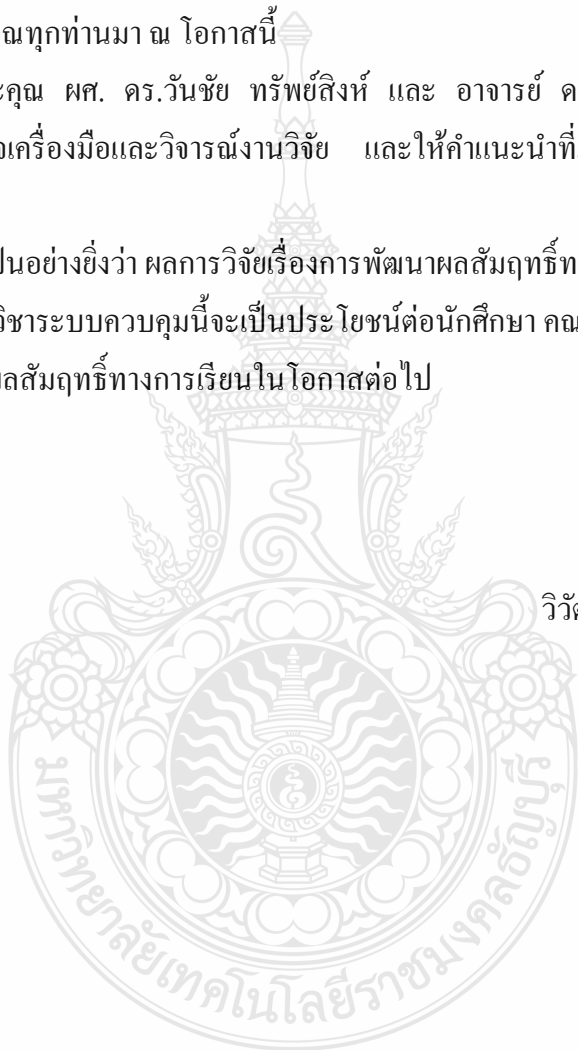 ณทุกท่านมา ณ โอกาสนี้
ะคุณ ผศ. ดร.วันชัย ทรัพย์สิงห์ และ อาจารย์ ด
จเครื่องมือและวิจารณ์งานวิจัย และให้คำแนะนำที่
ป็นอย่างยิ่งว่า ผลการวิจัยเรื่องการพัฒนาผลสัมฤทธิ์ท
วิชาระบบควบคุมนี้จะเป็นประโยชน์ต่อนักศึกษา คณ
ผลสัมฤทธิ์ทางการเรียนในโอกาสต่อไป
วิวั
มหาวิทยาลัยเทคโนโลยีราชมงคลธัญบุรี